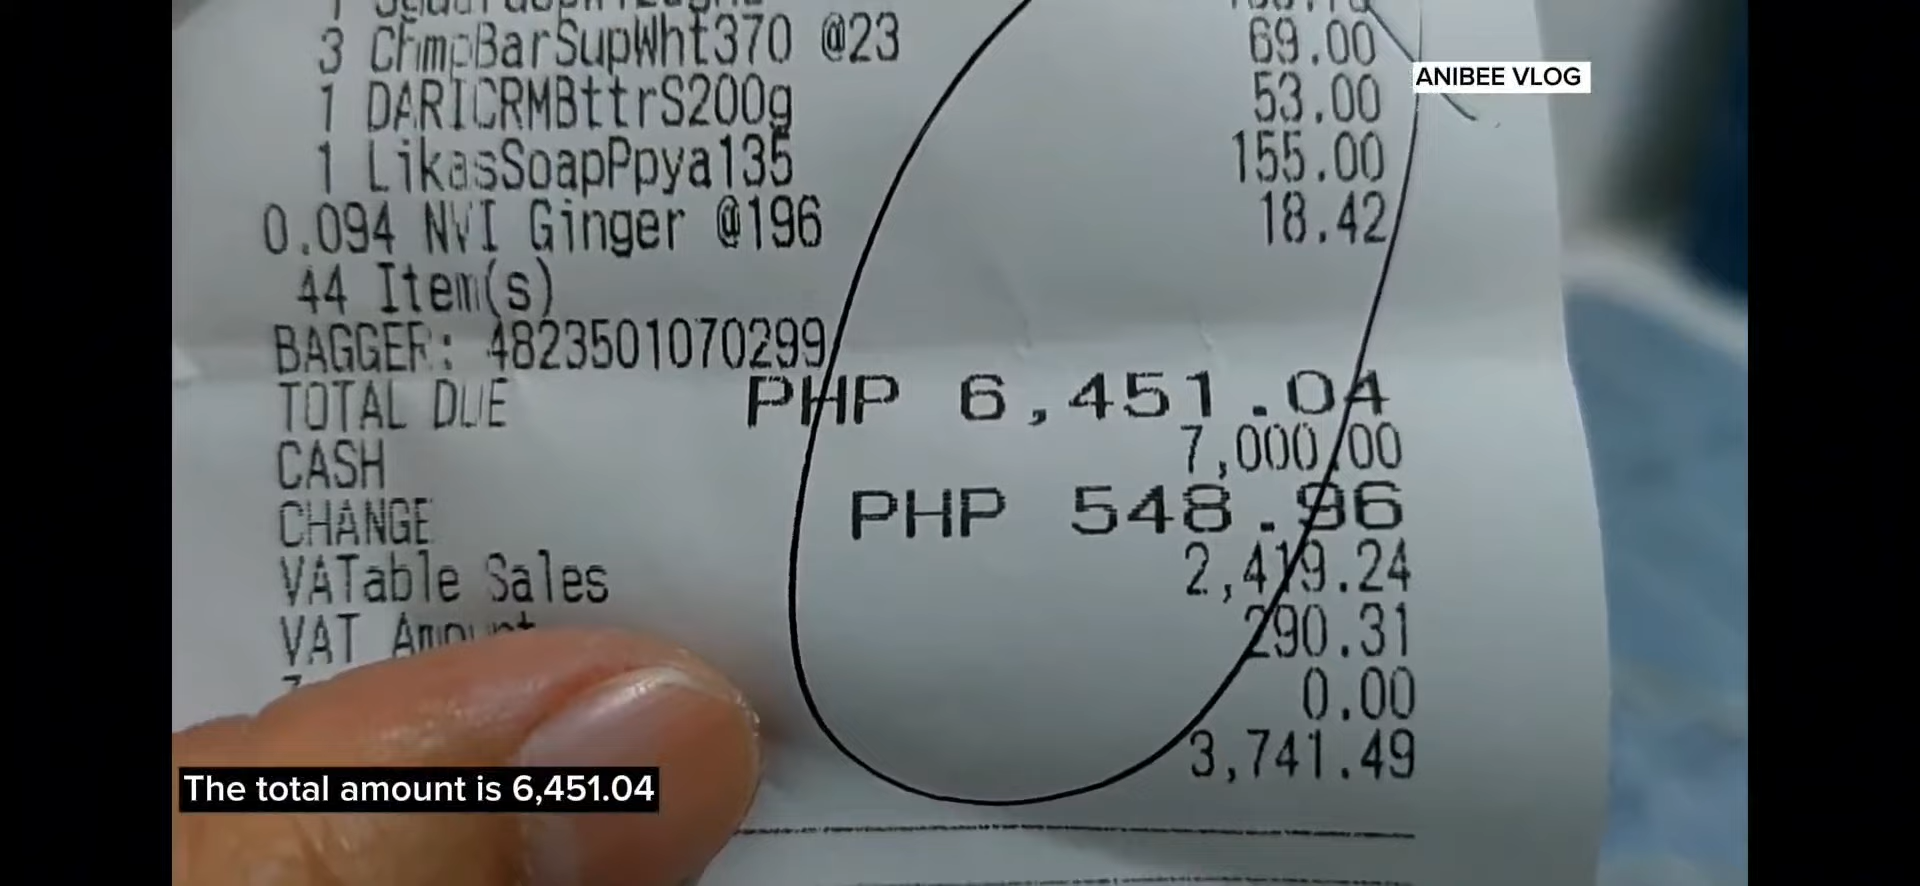 3 ChmpBarSupWht370 @23 69.00
1 DARICRMBttrS200g 53.00
1 LikasSoapPpya135 155.00
0.094 NVI Ginger @196 18.42
44 Item(s)
BAGGER: 4823501070299
TOTAL DUE PHP 6,451.04
CASH 7,000.00
CHANGE PHP 548.96
VATable Sales 2,419.24
VAT Amount 290.31
0.00
3,741.49
ANIBEE VLOG
The total amount is 6,451.04